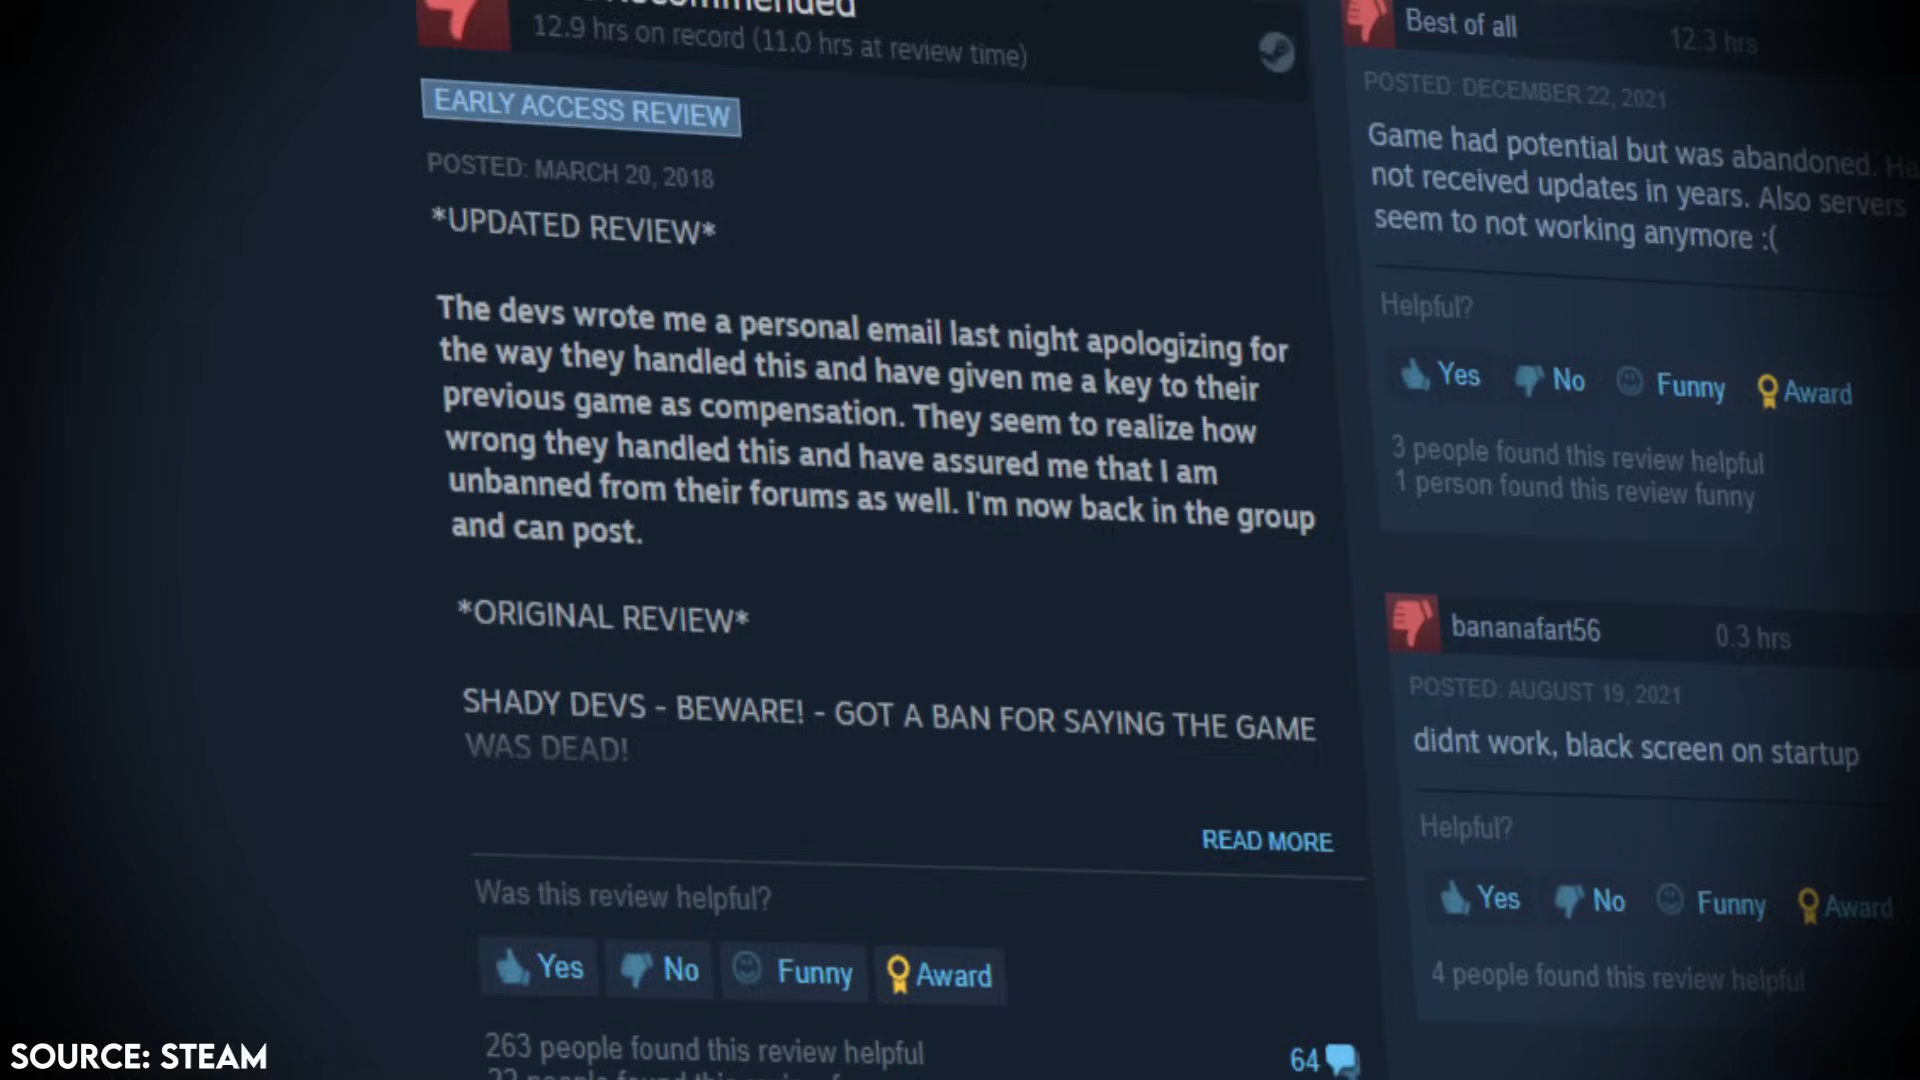 Recommended
12.9 hrs on record (11.0 hrs at review time)
EARLY ACCESS REVIEW
POSTED: MARCH 20, 2018
*UPDATED REVIEW*
The devs wrote me a personal email last night apologizing for
the way they handled this and have given me a key to their
previous game as compensation. They seem to realize how
wrong they handled this and have assured me that I am
unbanned from their forums as well. I'm now back in the group
and can post.
*ORIGINAL REVIEW*
SHADY DEVS - BEWARE! - GOT A BAN FOR SAYING THE GAME
WAS DEAD!
READ MORE
Was this review helpful?
Yes No Funny Award
263 people found this review helpful
64
Best of all 12.3 hrs
POSTED: DECEMBER 22, 2021
Game had potential but was abandoned.
not received updates in years. Also servers
seem to not working anymore :(
Helpful?
Yes No Funny Award
3 people found this review helpful
1 person found this review funny
bananafart56 0.3 hrs
POSTED: AUGUST 19, 2021
didnt work, black screen on startup
Helpful?
Yes No Funny Award
4 people found this review helpful
SOURCE: STEAM